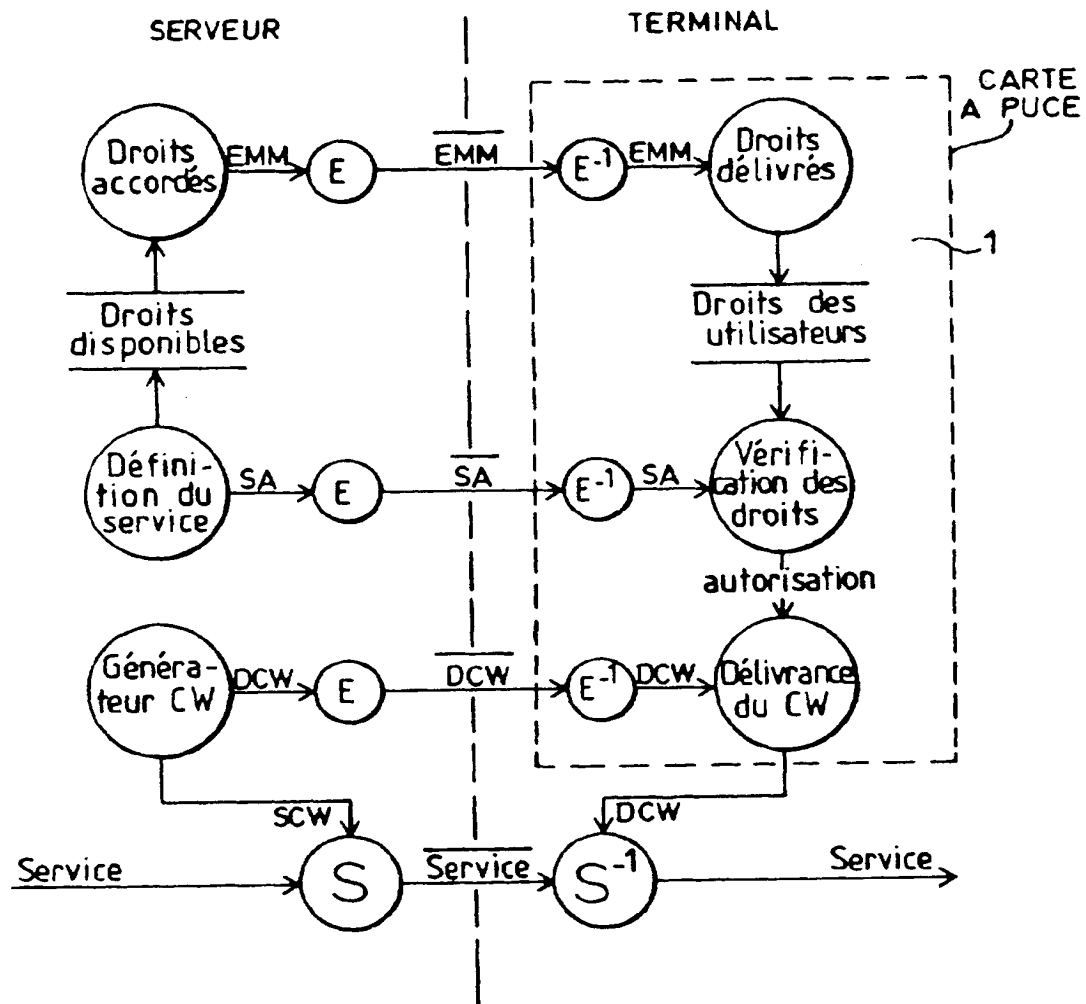 SERVEUR
TERMINAL
CARTE
A PUCE
Droits
accordés
EMM
E
EMM
E-1
EMM
Droits
délivrés
1
Droits
disponibles
Droits des
utilisateurs
Défini-
tion du
service
SA
E
SA
E-1
SA
Vérifi-
cation des
droits
autorisation
Généra-
teur CW
DCW
E
DCW
E-1
DCW
Délivrance
du CW
SCW
DCW
Service
S
Service
S-1
Service